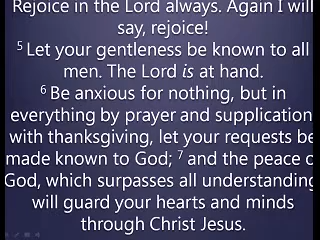 Rejoice in the Lord always. Again I will
say, rejoice!
5 Let your gentleness be known to all
men. The Lord is at hand.
6 Be anxious for nothing, but in
everything by prayer and supplication,
with thanksgiving, let your requests be
made known to God; 7 and the peace of
God, which surpasses all understanding,
will guard your hearts and minds
through Christ Jesus.